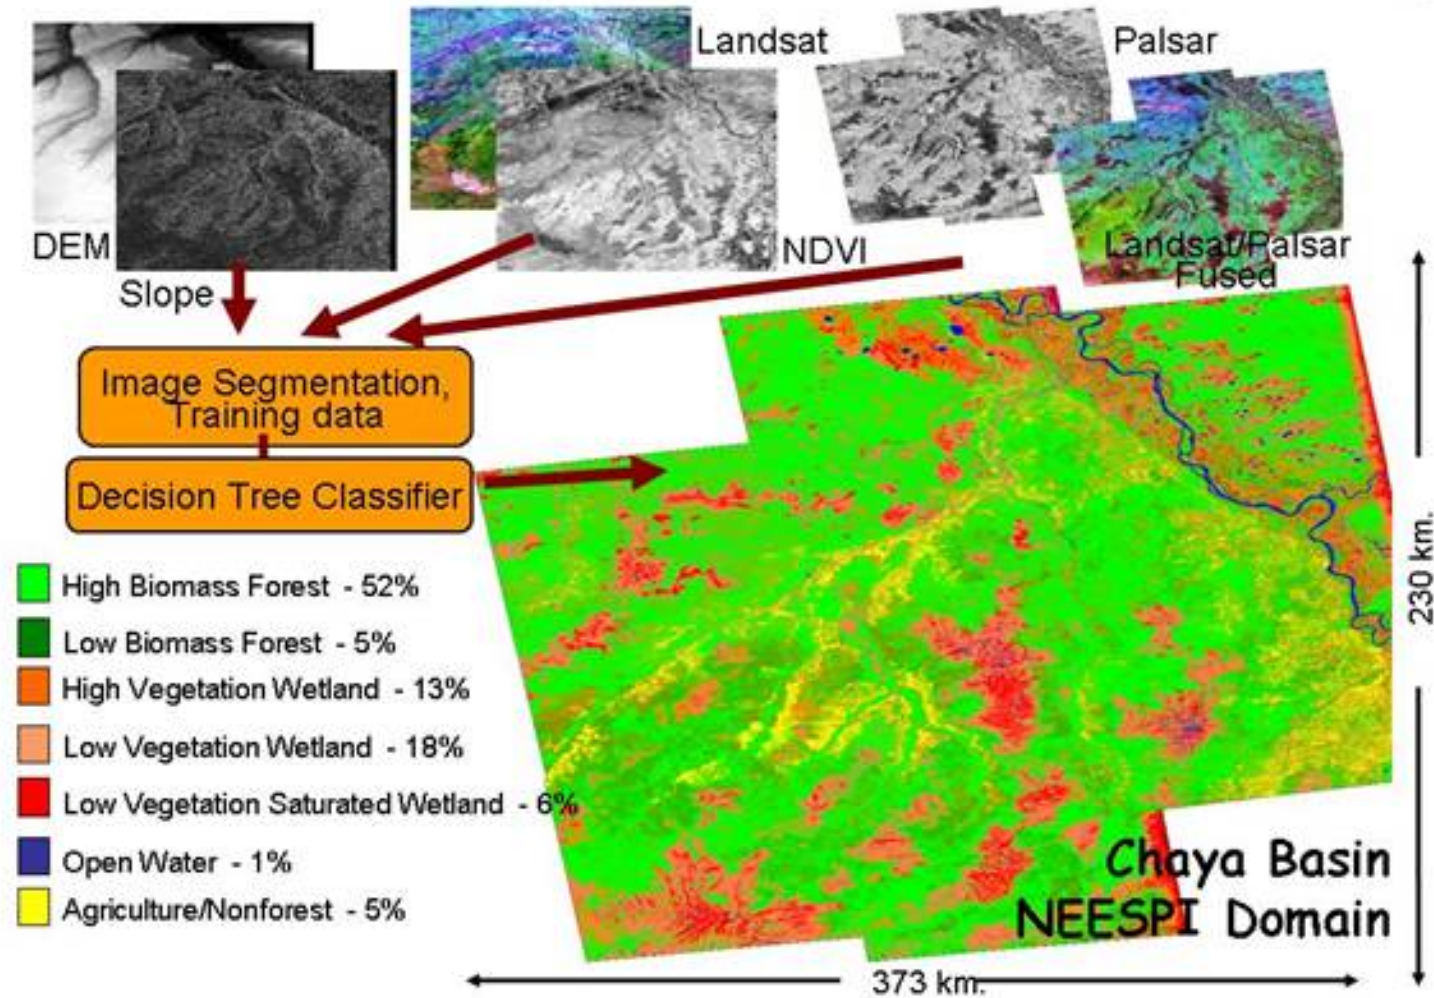 Landsat
Palsar
DEM
Slope
NDVI
Landsat/Palsar
Fused
Image Segmentation,
Training data
Decision Tree Classifier
High Biomass Forest - 52%
Low Biomass Forest - 5%
High Vegetation Wetland - 13%
Low Vegetation Wetland - 18%
Low Vegetation Saturated Wetland - 6%
Open Water - 1%
Agriculture/Nonforest - 5%
230 km.
Chaya Basin
NEESPI Domain
373 km.